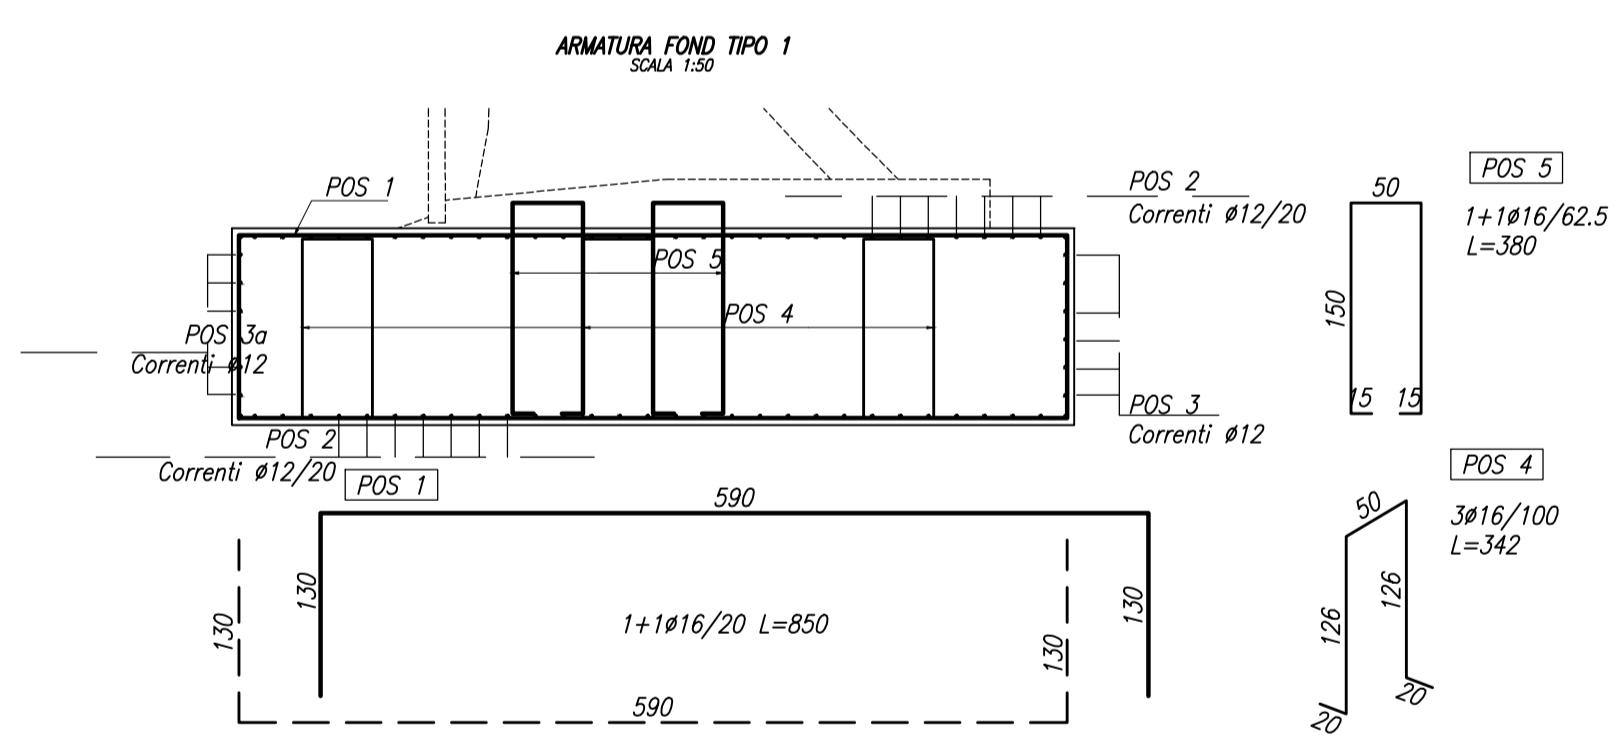 ARMATURA FOND TIPO 1
SCALA 1:50
POS 1
POS 2
Correnti ø12/20
POS 5
POS 4
POS 3a
Correnti ø12
POS 3
Correnti ø12
POS 2
Correnti ø12/20
POS 5
50
1+1ø16/62.5
L=380
150
15 15
POS 4
3ø16/100
L=342
50
126
126
20
20
POS 1
590
130
130
1+1ø16/20 L=850
130
130
590